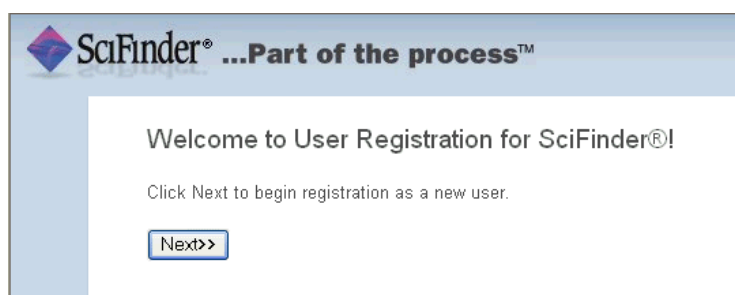 SciFinder® ...Part of the process™
Welcome to User Registration for SciFinder®!
Click Next to begin registration as a new user.
Next>>